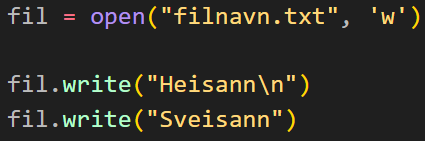 fil = open("filnavn.txt", 'w')
fil.write("Heisann\n")
fil.write("Sveisann")